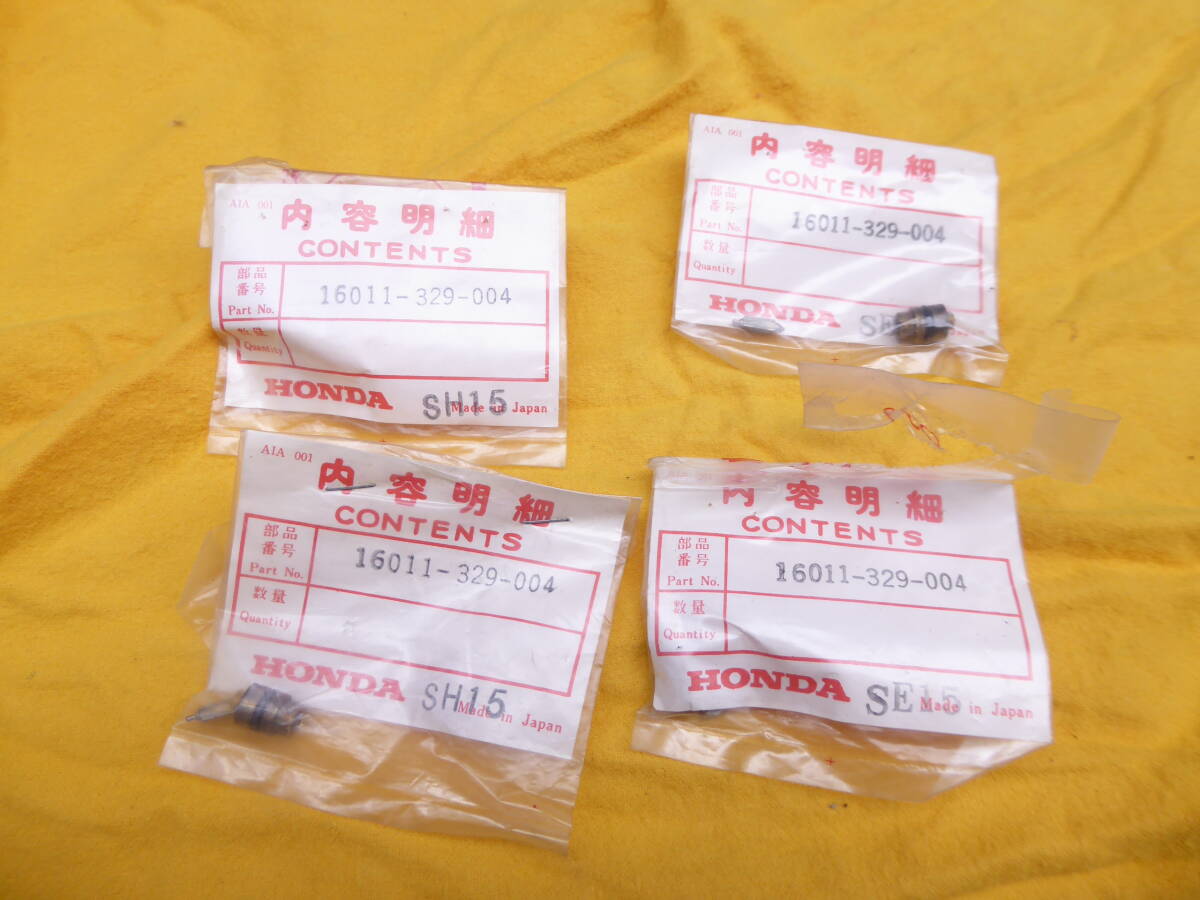 AIA 001
内容明細
CONTENTS
部品
番号
Part No.
16011-329-004
数量
Quantity
HONDA
SH15
Made in Japan
AIA 001
内容明細
CONTENTS
部品
番号
Part No.
16011-329-004
数量
Quantity
HONDA
AIA 001
内容明細
CONTENTS
部品
番号
Part No.
16011-329-004
数量
Quantity
HONDA
SH15
Made in Japan
内容明細
CONTENTS
部品
番号
Part No.
16011-329-004
数量
Quantity
HONDA
SE15
Made in Japan